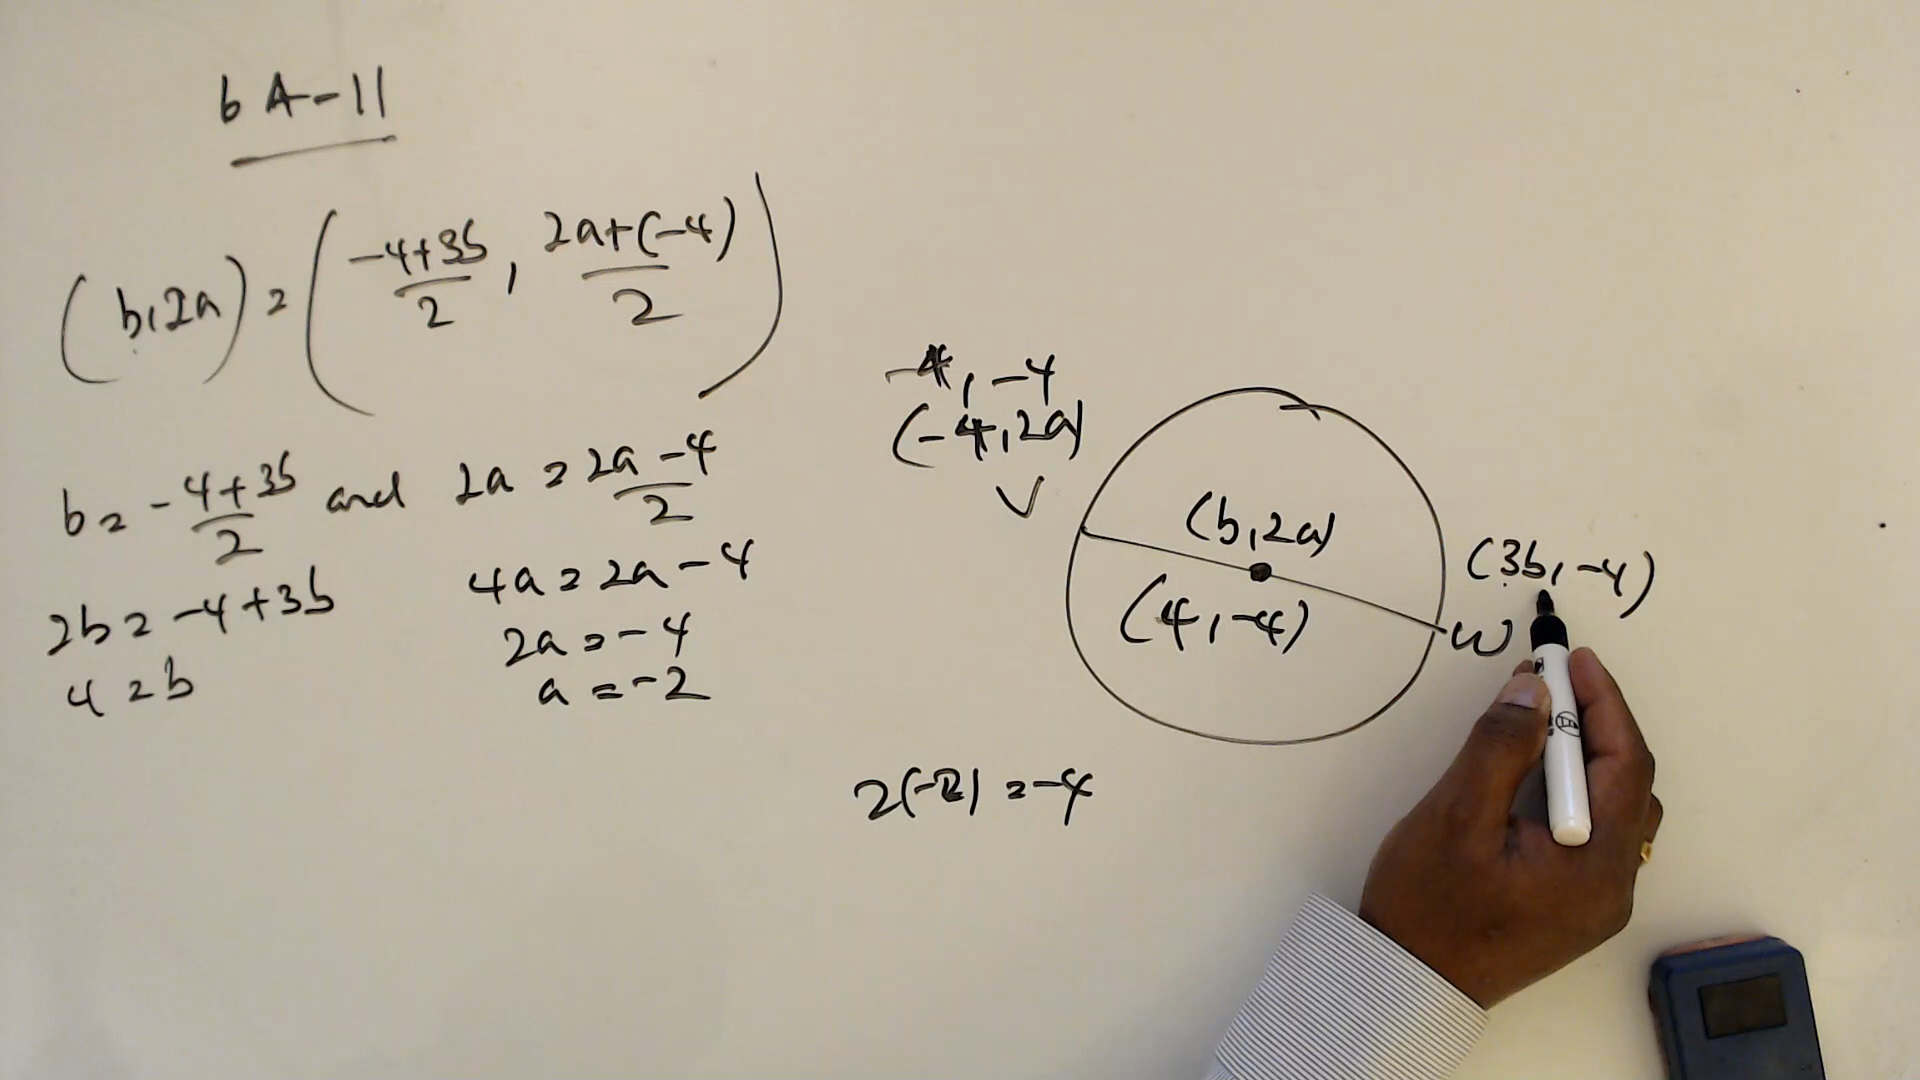 6A-11
(b, 2a) = ( -4+3b/2 , 2a+(-4)/2 )
b = -4+3b/2 and 2a = 2a-4/2
2b = -4+3b
4 = b
4a = 2a-4
2a = -4
a = -2
-4, -4
(-4, 2a)
V
(b, 2a)
(4, -4)
(3b, -4)
W
2(-2) = -4